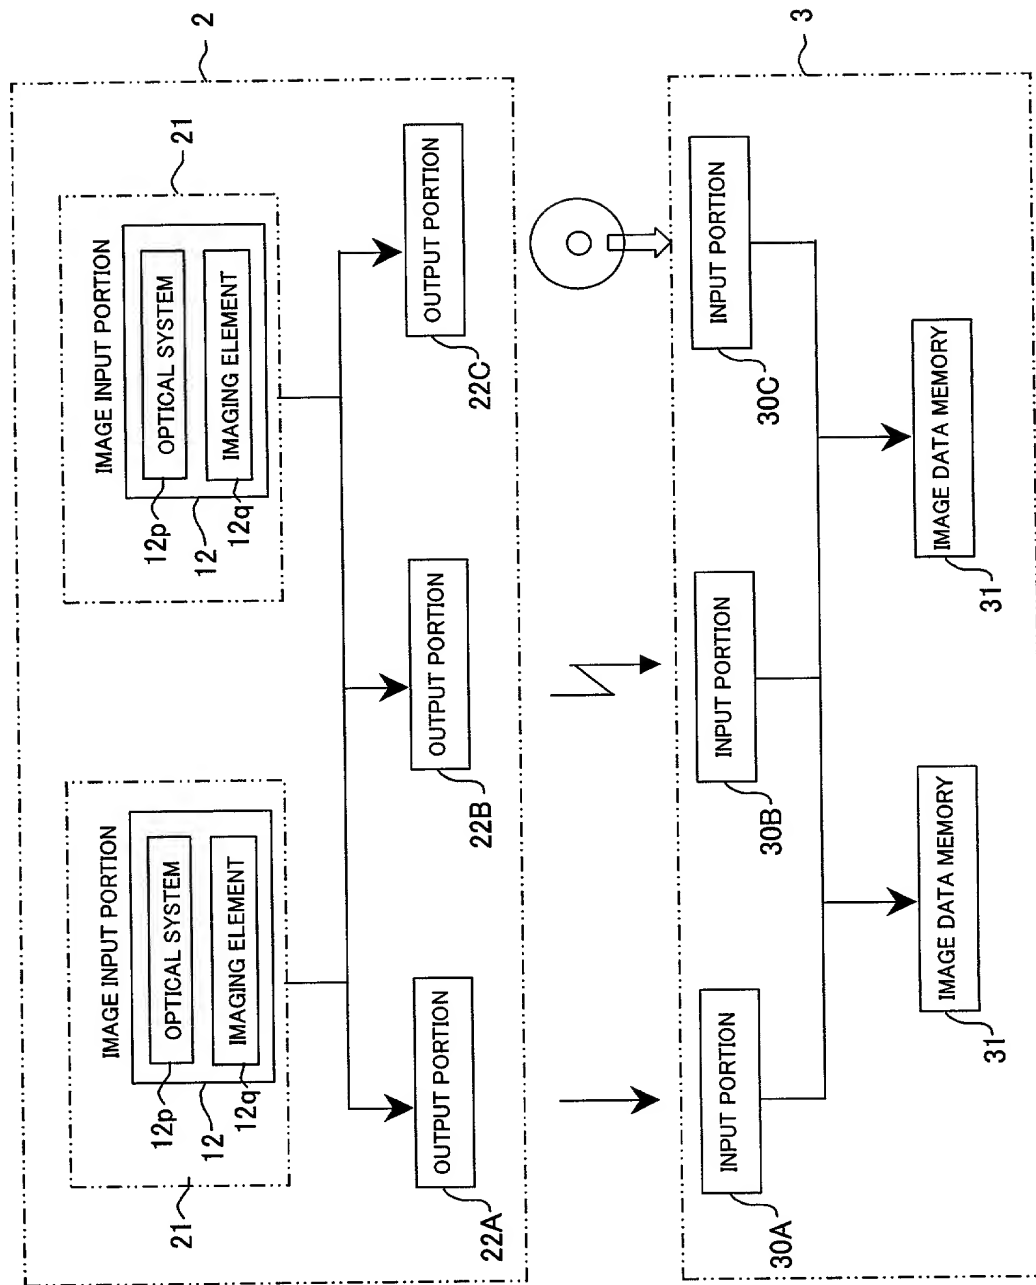 2
21
IMAGE INPUT PORTION
OPTICAL SYSTEM
IMAGING ELEMENT
12p
12
12q
21
IMAGE INPUT PORTION
OPTICAL SYSTEM
IMAGING ELEMENT
12p
12
12q
OUTPUT PORTION
22A
OUTPUT PORTION
22B
OUTPUT PORTION
22C
3
INPUT PORTION
30A
INPUT PORTION
30B
INPUT PORTION
30C
IMAGE DATA MEMORY
31
IMAGE DATA MEMORY
31